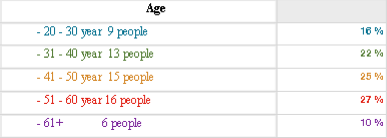 Age
- 20 - 30 year 9 people 16 %
- 31 - 40 year 13 people 22 %
- 41 - 50 year 15 people 25 %
- 51 - 60 year 16 people 27 %
- 61+ 6 people 10 %